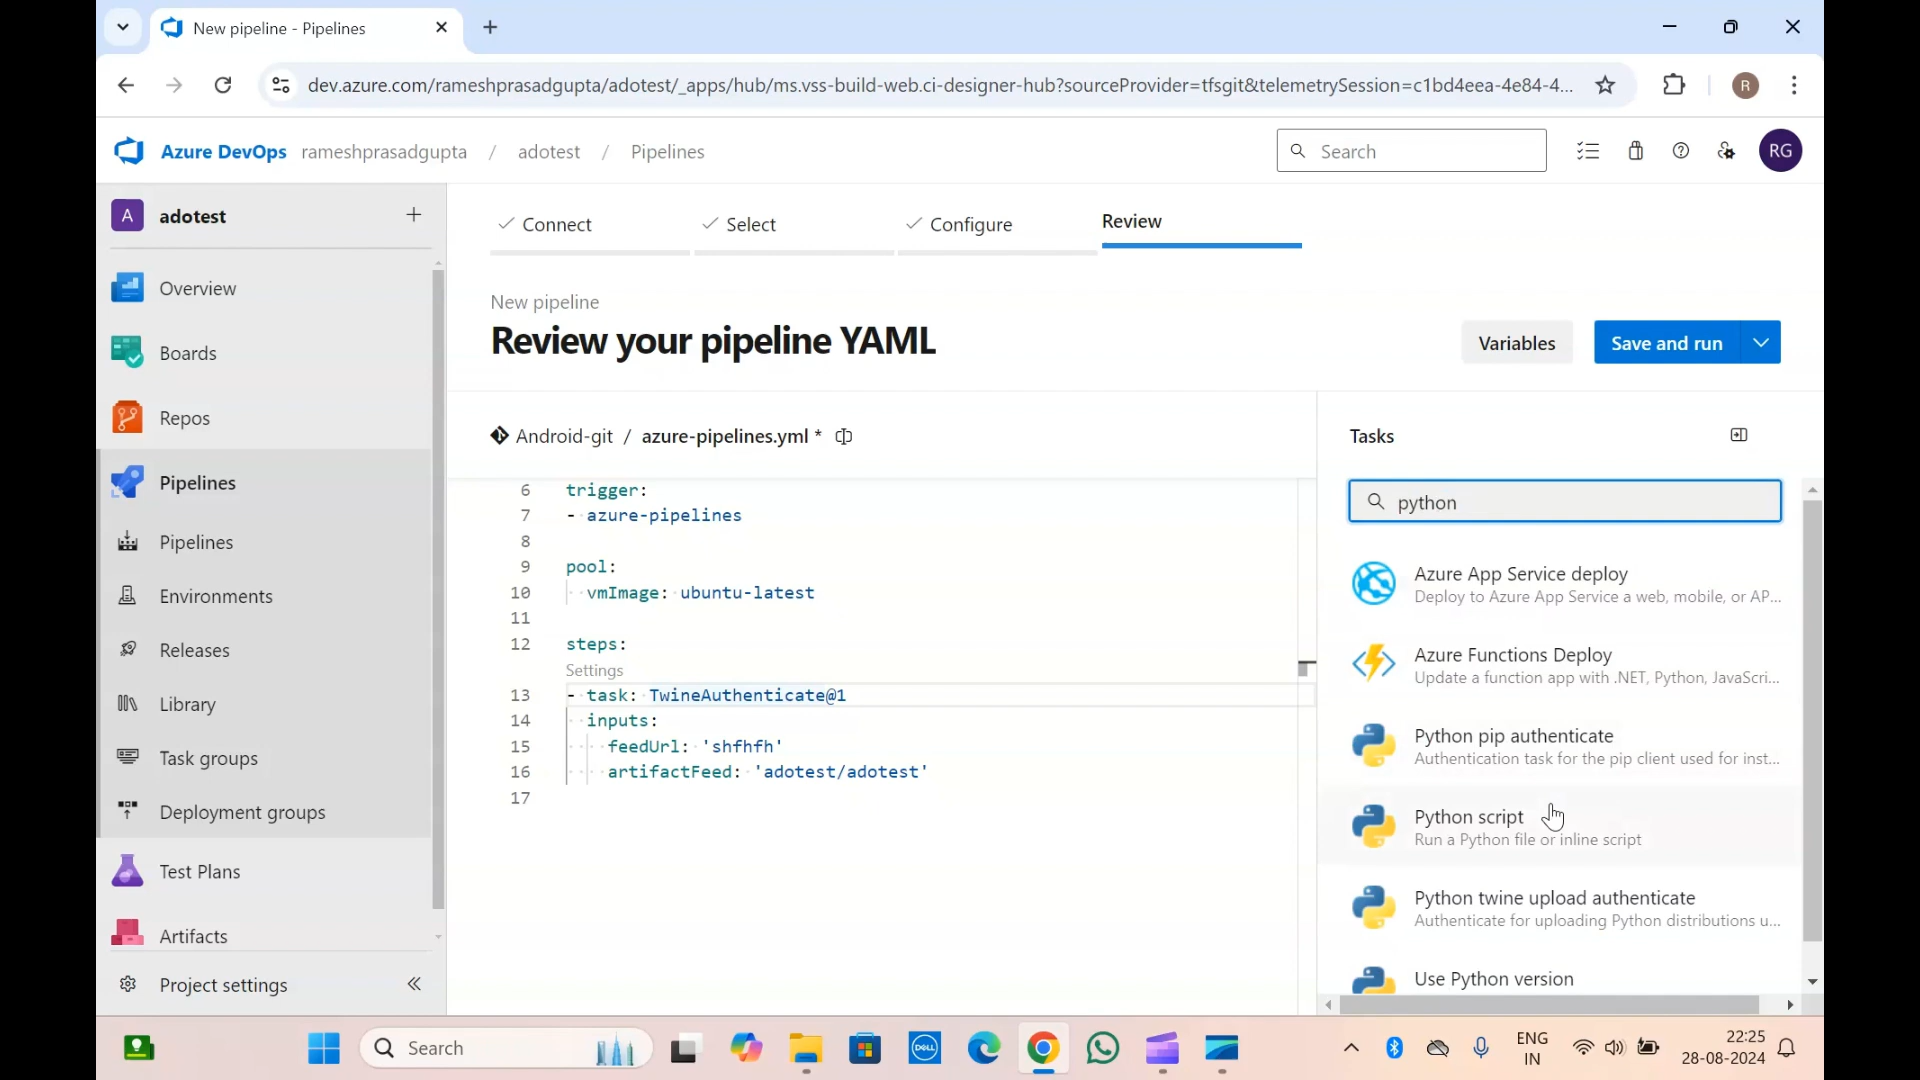 New pipeline - Pipelines
dev.azure.com/rameshprasadgupta/adotest/_apps/hub/ms.vss-build-web.ci-designer-hub?sourceProvider=tfsgit&telemetrySession=c1bd4eea-4e84-4...
R
Azure DevOps rameshprasadgupta / adotest / Pipelines
Search
RG
A adotest
Overview
Boards
Repos
Pipelines
Pipelines
Environments
Releases
Library
Task groups
Deployment groups
Test Plans
Artifacts
Project settings
Connect
Select
Configure
Review
New pipeline
Review your pipeline YAML
Variables
Save and run
Android-git / azure-pipelines.yml *
6 trigger:
7 - azure-pipelines
8
9 pool:
10 vmImage: ubuntu-latest
11
12 steps:
Settings
13 - task: TwineAuthenticate@1
14 inputs:
15 feedUrl: 'shfhfh'
16 artifactFeed: 'adotest/adotest'
17
Tasks
python
Azure App Service deploy
Deploy to Azure App Service a web, mobile, or AP...
Azure Functions Deploy
Update a function app with .NET, Python, JavaScri...
Python pip authenticate
Authentication task for the pip client used for inst...
Python script
Run a Python file or inline script
Python twine upload authenticate
Authenticate for uploading Python distributions u...
Use Python version
Search
DELL
ENG
IN
22:25
28-08-2024